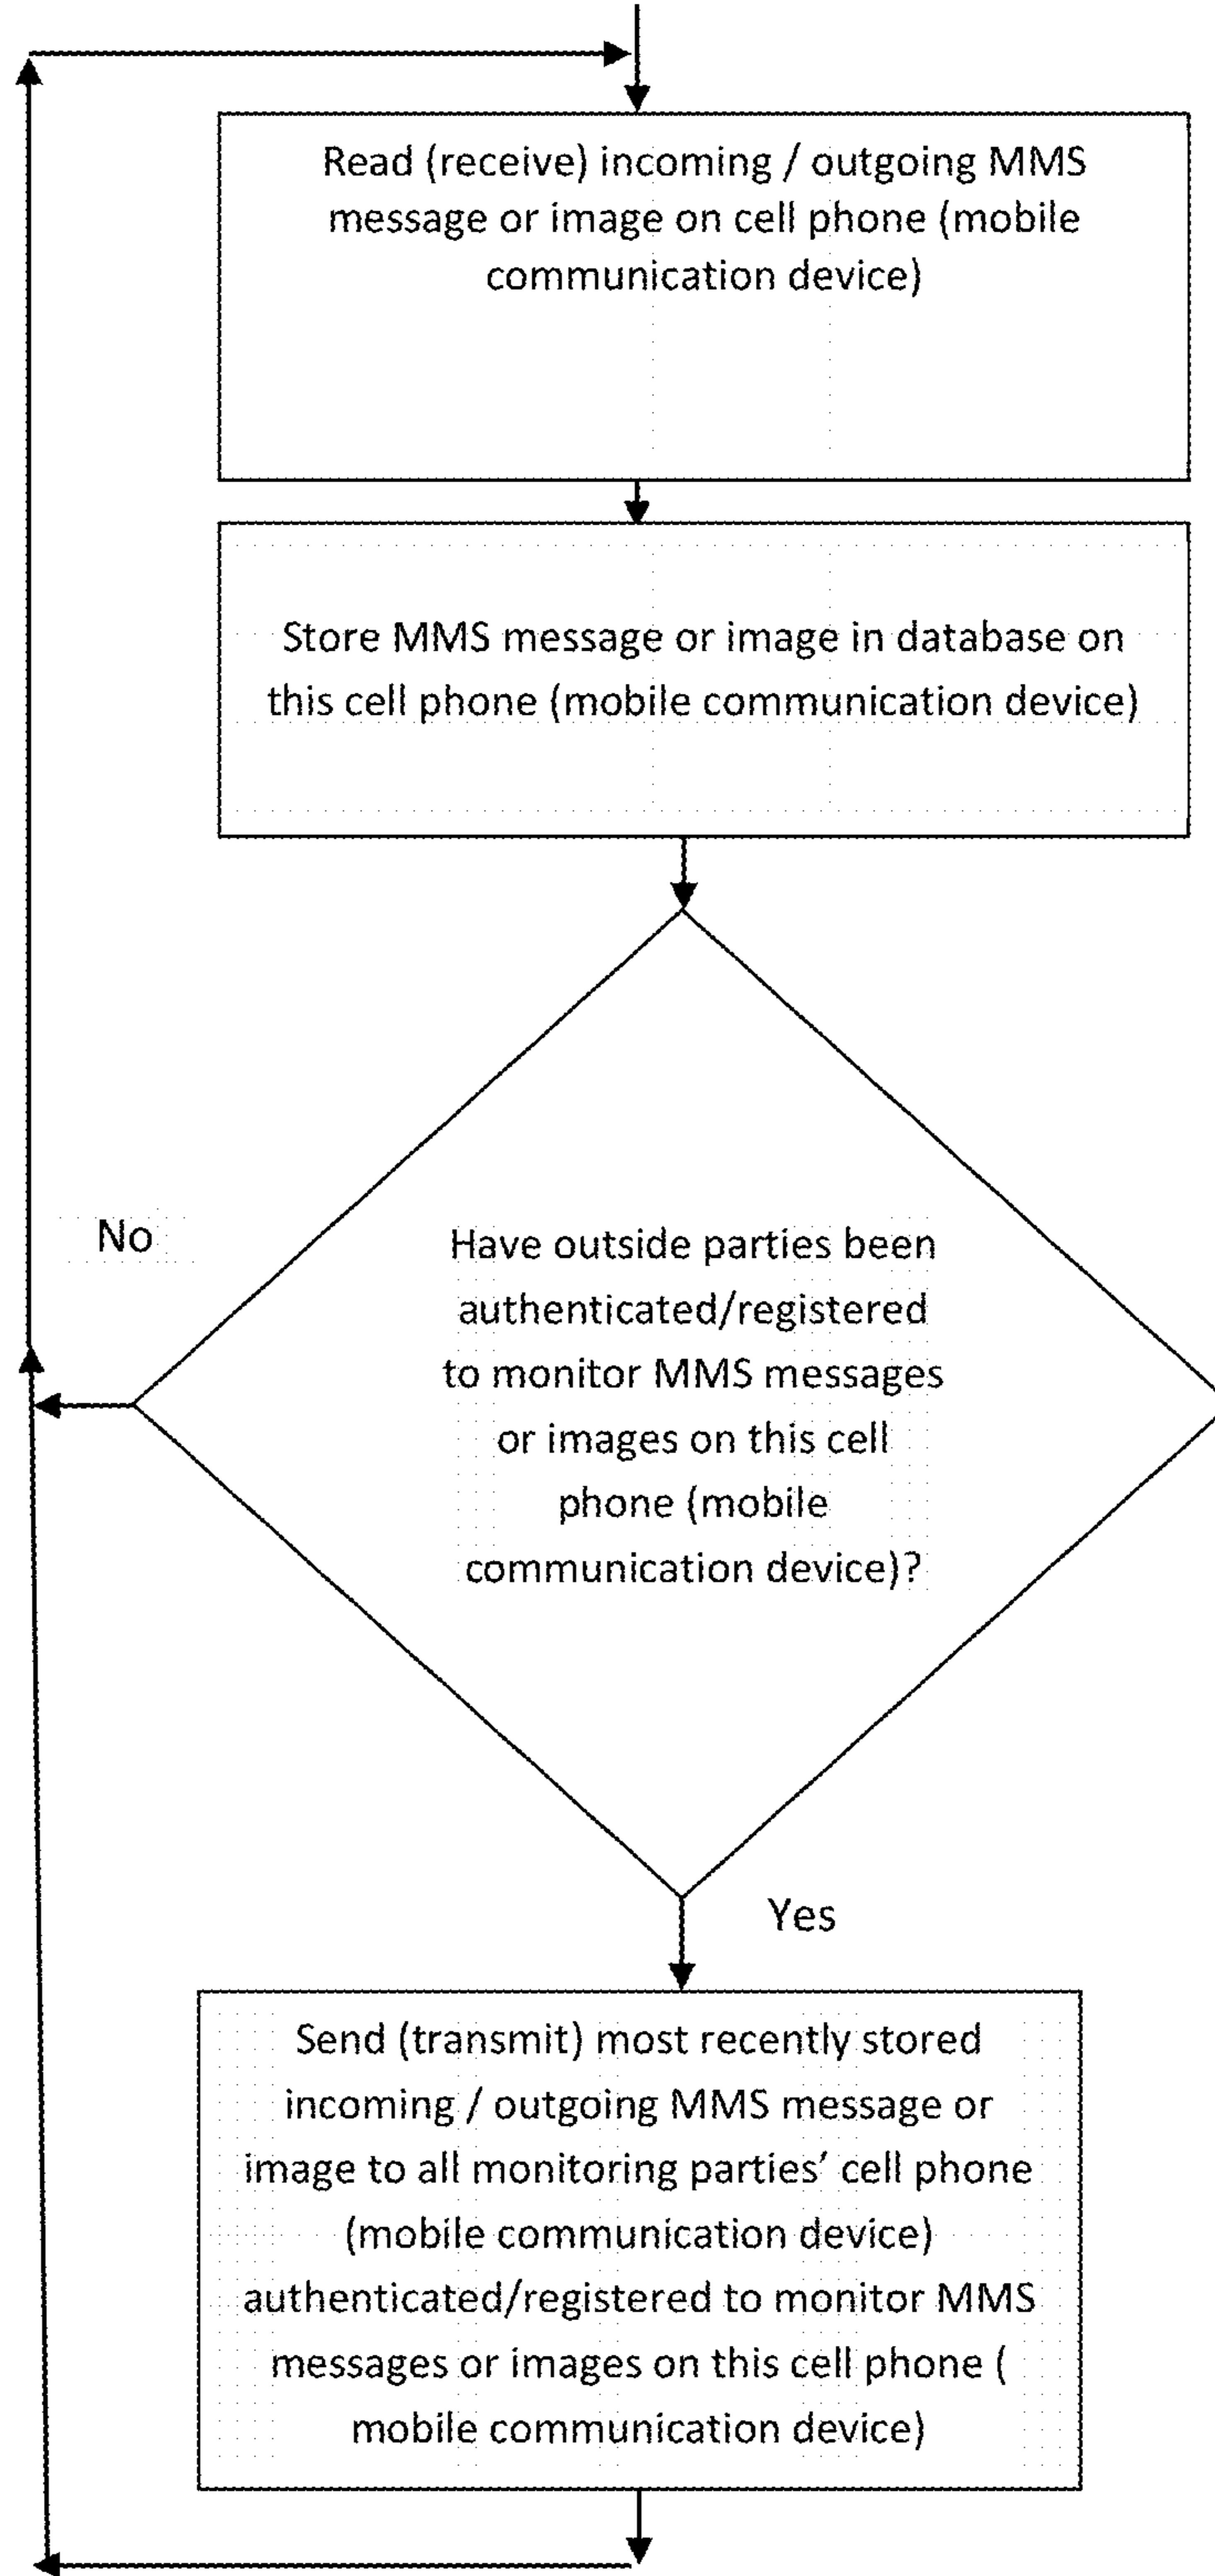 Read (receive) incoming / outgoing MMS
message or image on cell phone (mobile
communication device)
Store MMS message or image in database on
this cell phone (mobile communication device)
No
Have outside parties been
authenticated/registered
to monitor MMS messages
or images on this cell
phone (mobile
communication device)?
Yes
Send (transmit) most recently stored
incoming / outgoing MMS message or
image to all monitoring parties’ cell phone
(mobile communication device)
authenticated/registered to monitor MMS
messages or images on this cell phone (
mobile communication device)